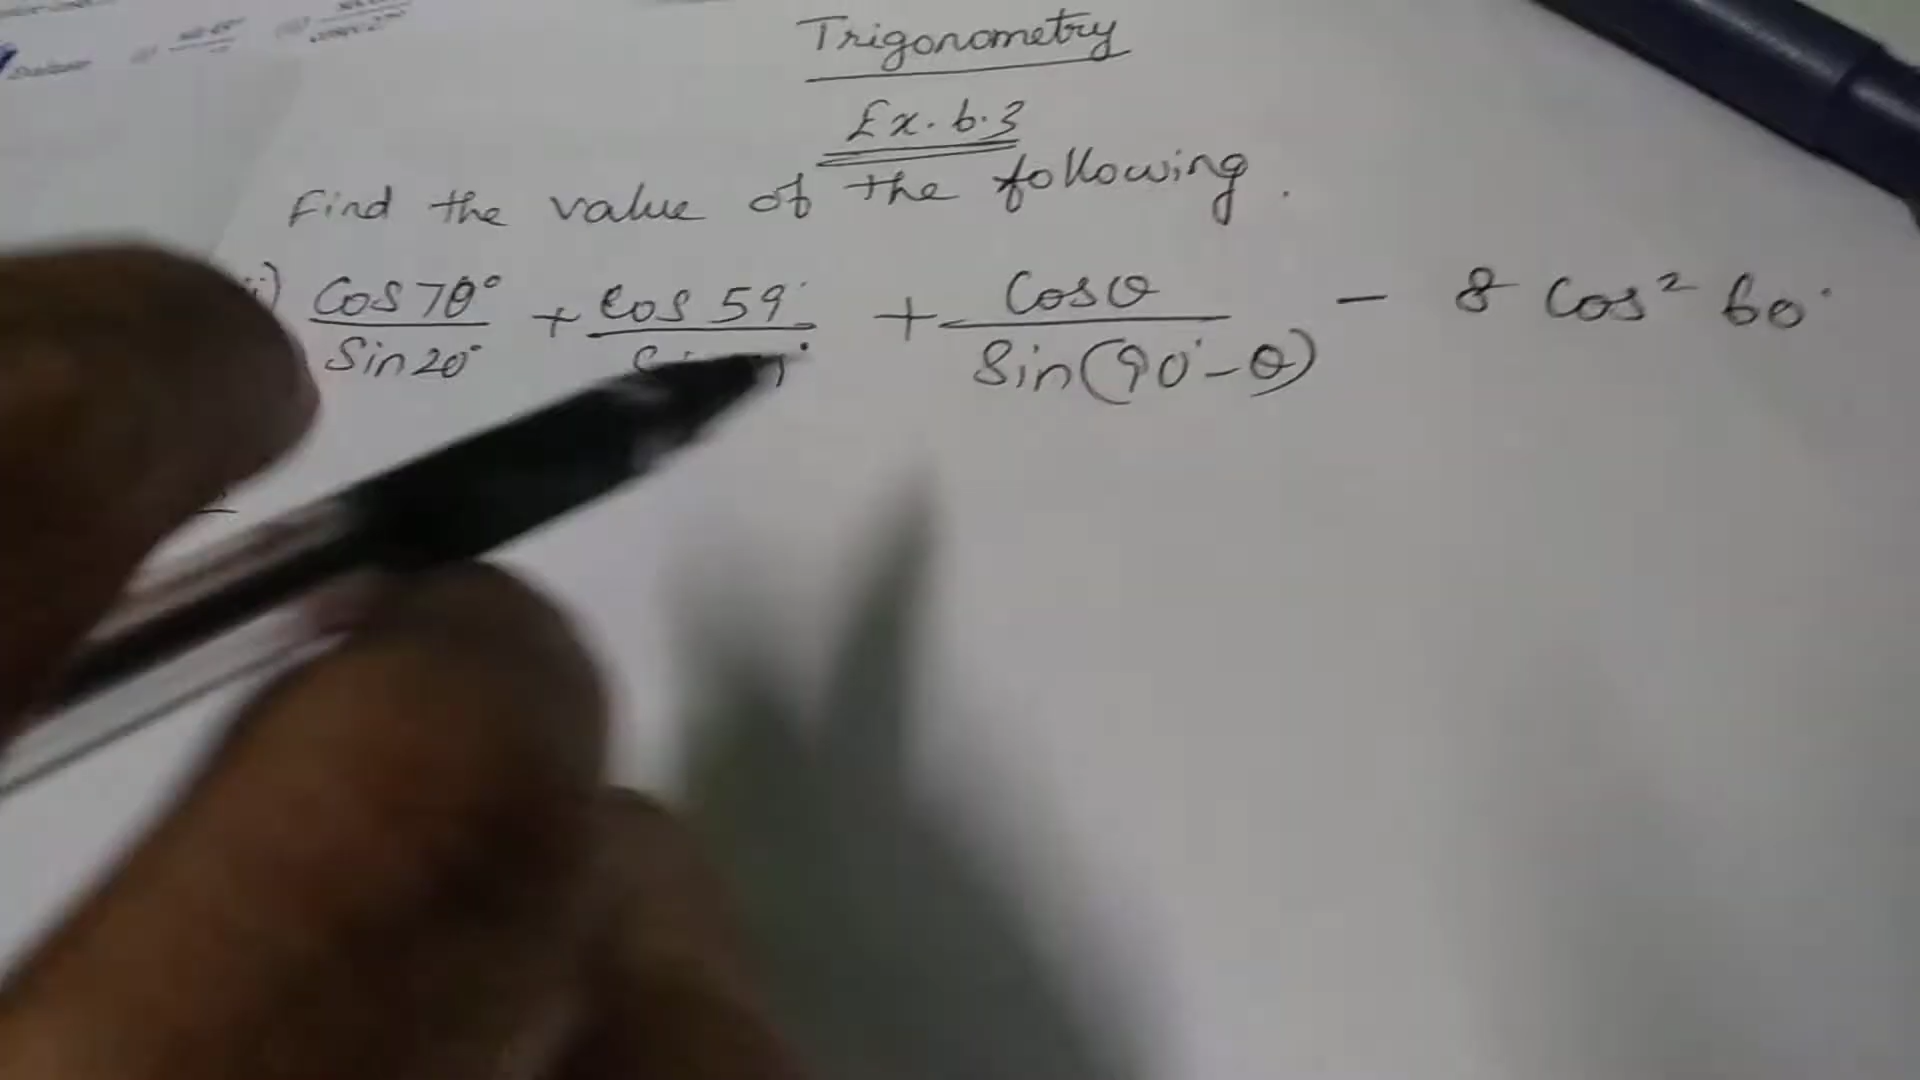 Trigonometry
Ex. 6.3
Find the value of the following.
Cos 70° + Cos 59° + Cos θ - 8 Cos² 60°
Sin 20° Sin(90° - θ)